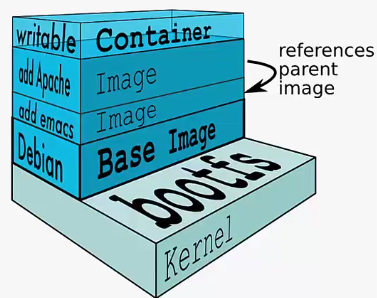 writable Container
add Apache Image
add emacs Image
Debian Base Image
bootfs
Kernel
references
parent
image